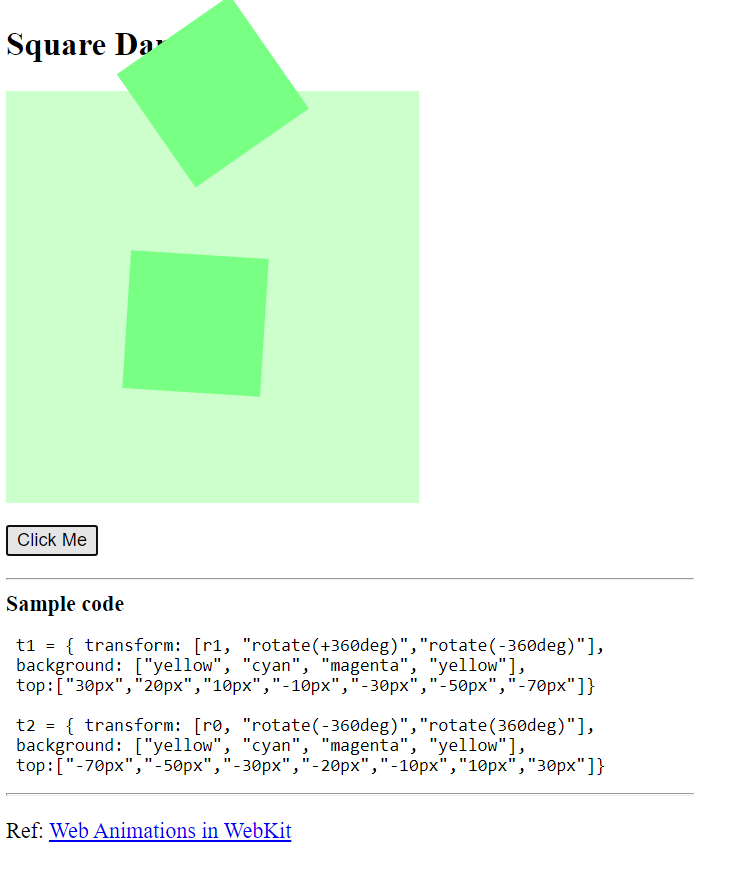 Square Dan
Click Me
Sample code
t1 = { transform: [r1, "rotate(+360deg)","rotate(-360deg)"],
background: ["yellow", "cyan", "magenta", "yellow"],
top:["30px","20px","10px","-10px","-30px","-50px","-70px"]}
t2 = { transform: [r0, "rotate(-360deg)","rotate(360deg)"],
background: ["yellow", "cyan", "magenta", "yellow"],
top:["-70px","-50px","-30px","-20px","-10px","10px","30px"]}
Ref: Web Animations in WebKit